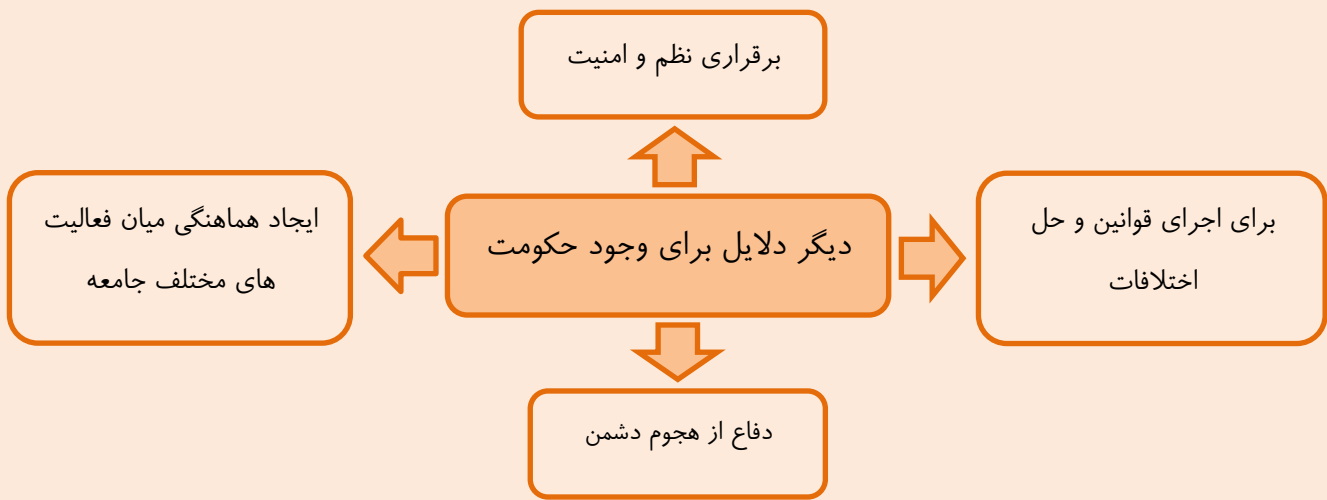 برقراری نظم و امنیت
برای اجرای قوانین و حل
اختلافات
دیگر دلایل برای وجود حکومت
ایجاد هماهنگی میان فعالیت
های مختلف جامعه
دفاع از هجوم دشمن